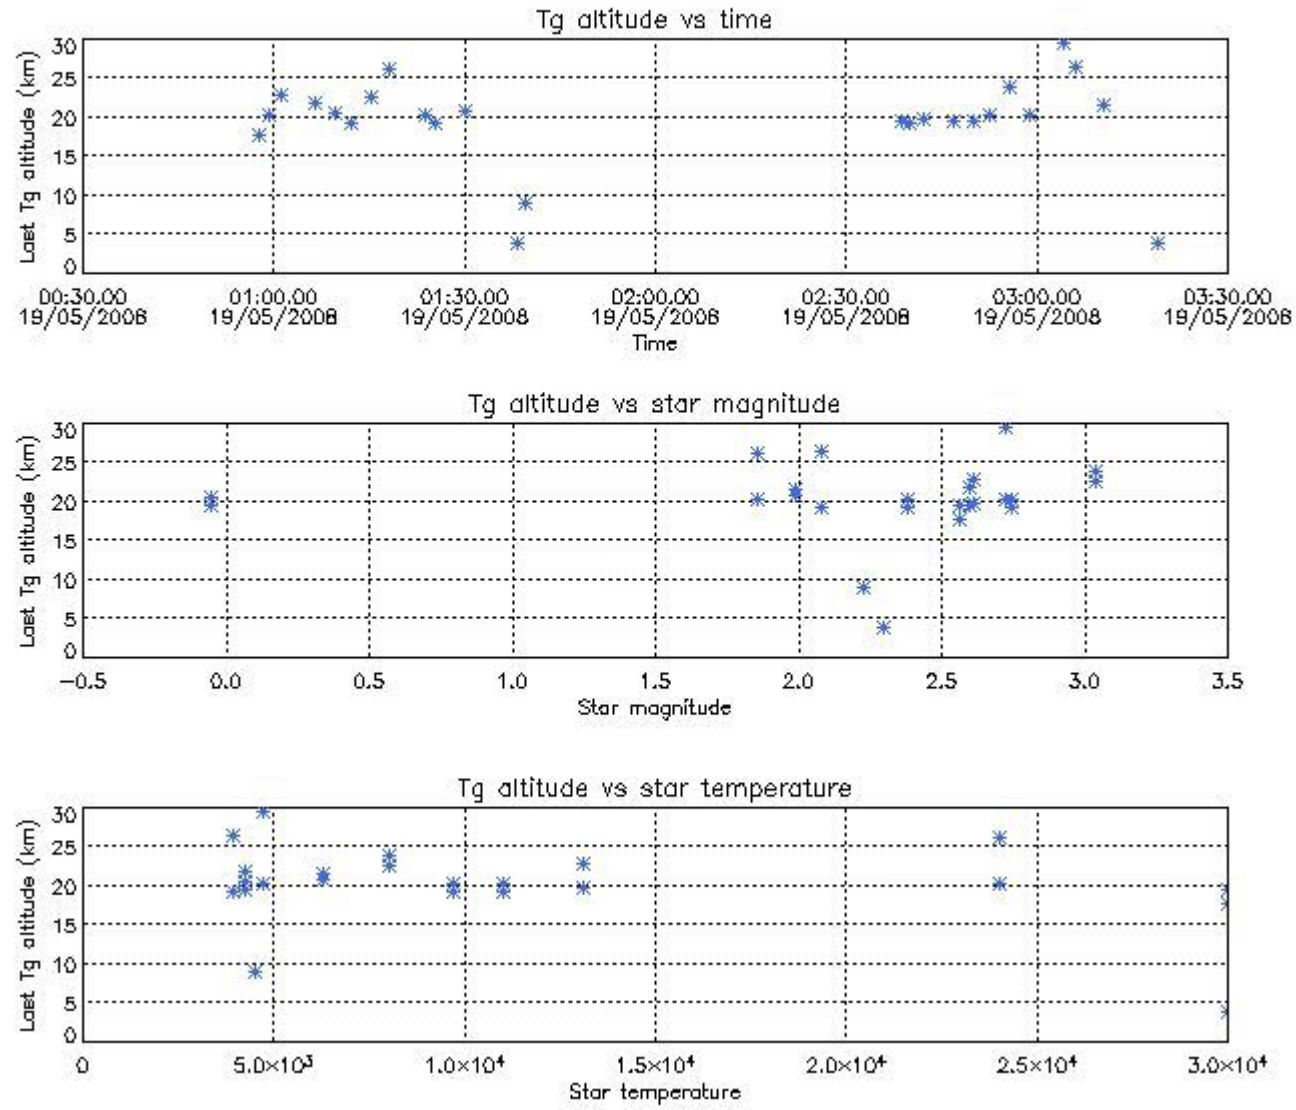 Tg altitude vs time
Last Tg altitude (km)
30
25
20
15
10
5
0
00:30.00 01:00.00 01:30.00 02:00.00 02:30.00 03:00.00 03:30.00
19/05/2008 19/05/2008 19/05/2008 19/05/2008 19/05/2008 19/05/2008 19/05/2008
Time
Tg altitude vs star magnitude
Last Tg altitude (km)
30
25
20
15
10
5
0
-0.5 0.0 0.5 1.0 1.5 2.0 2.5 3.0 3.5
Star magnitude
Tg altitude vs star temperature
Last Tg altitude (km)
30
25
20
15
10
5
0
0 5.0×10³ 1.0×10⁴ 1.5×10⁴ 2.0×10⁴ 2.5×10⁴ 3.0×10⁴
Star temperature